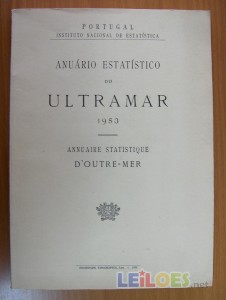 PORTUGAL
INSTITUTO NACIONAL DE ESTATÍSTICA
ANUÁRIO ESTATÍSTICO
DO
ULTRAMAR
1953
ANNUAIRE STATISTIQUE
D'OUTRE-MER
LEiLOES.net